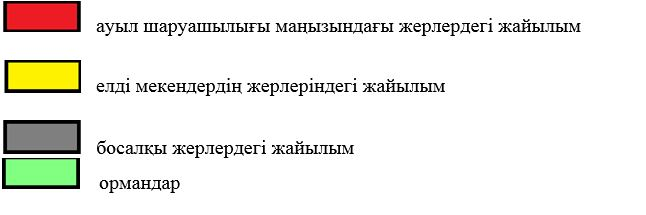 ауыл шаруашылығы маңызындағы жерлердегі жайылым
елді мекендердің жерлеріндегі жайылым
босалқы жерлердегі жайылым
ормандар